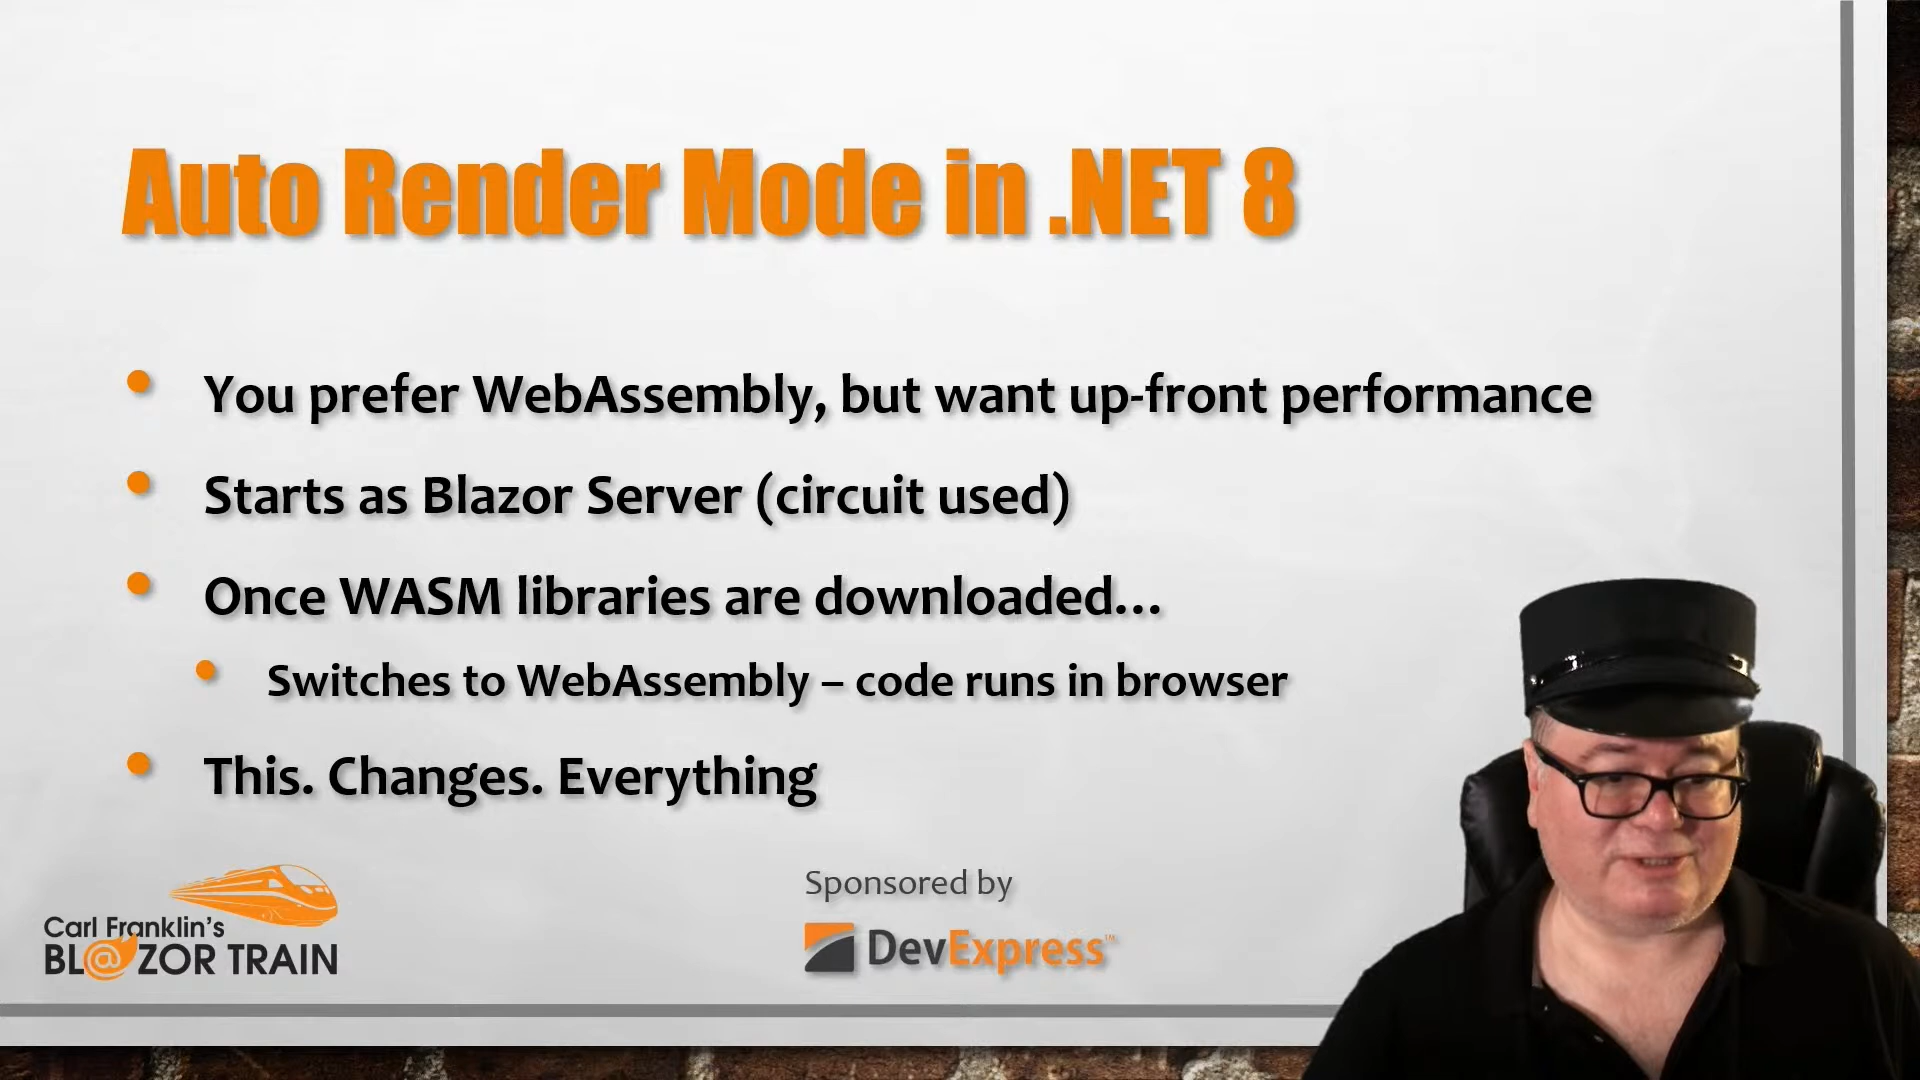 Auto Render Mode in .NET 8
• You prefer WebAssembly, but want up-front performance
• Starts as Blazor Server (circuit used)
• Once WASM libraries are downloaded…
• Switches to WebAssembly – code runs in browser
• This. Changes. Everything
Carl Franklin's
BL@ZOR TRAIN
Sponsored by
DevExpress™